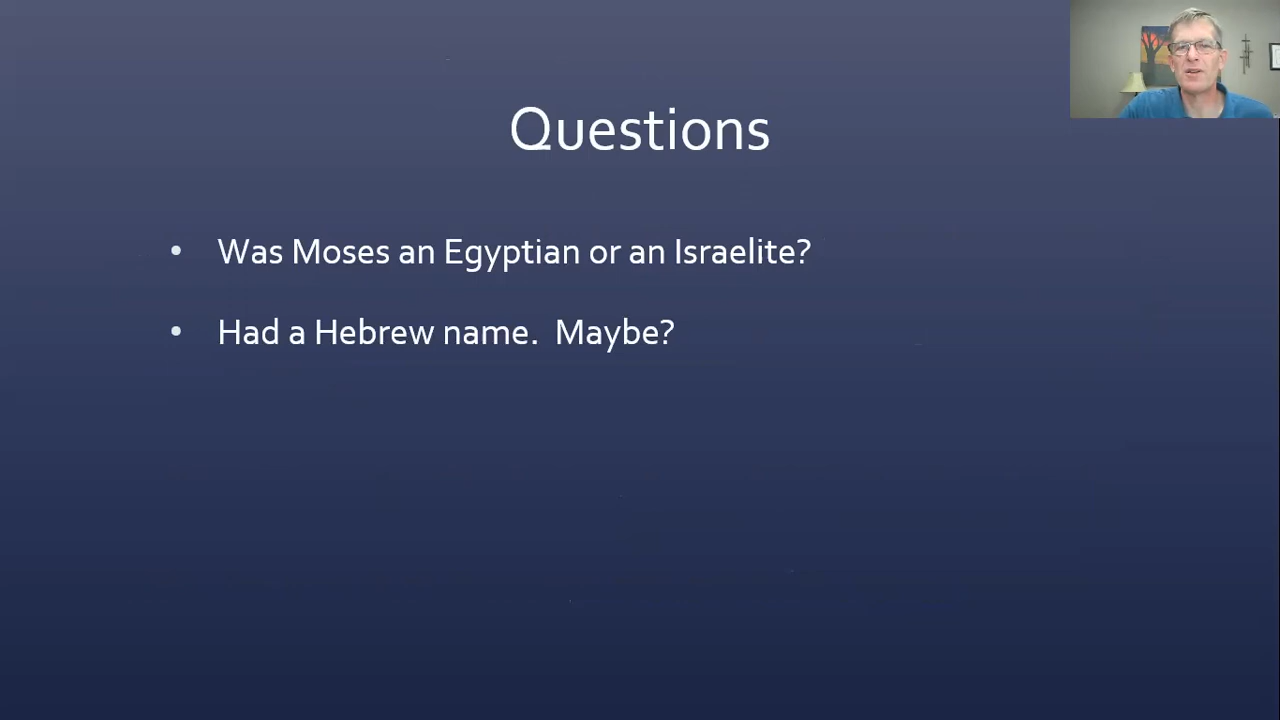 Questions
• Was Moses an Egyptian or an Israelite?
• Had a Hebrew name.  Maybe?